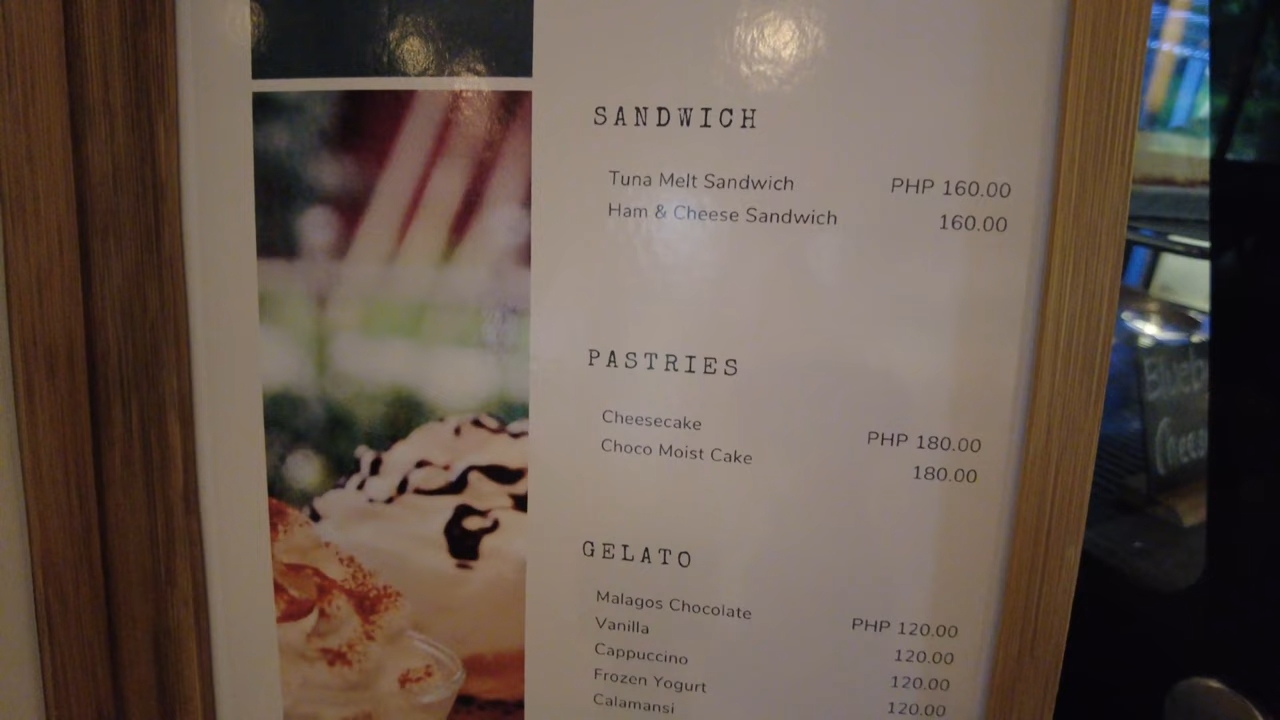 SANDWICH
Tuna Melt Sandwich PHP 160.00
Ham & Cheese Sandwich 160.00
PASTRIES
Cheesecake PHP 180.00
Choco Moist Cake 180.00
GELATO
Malagos Chocolate PHP 120.00
Vanilla 120.00
Cappuccino 120.00
Frozen Yogurt 120.00
Calamansi 120.00